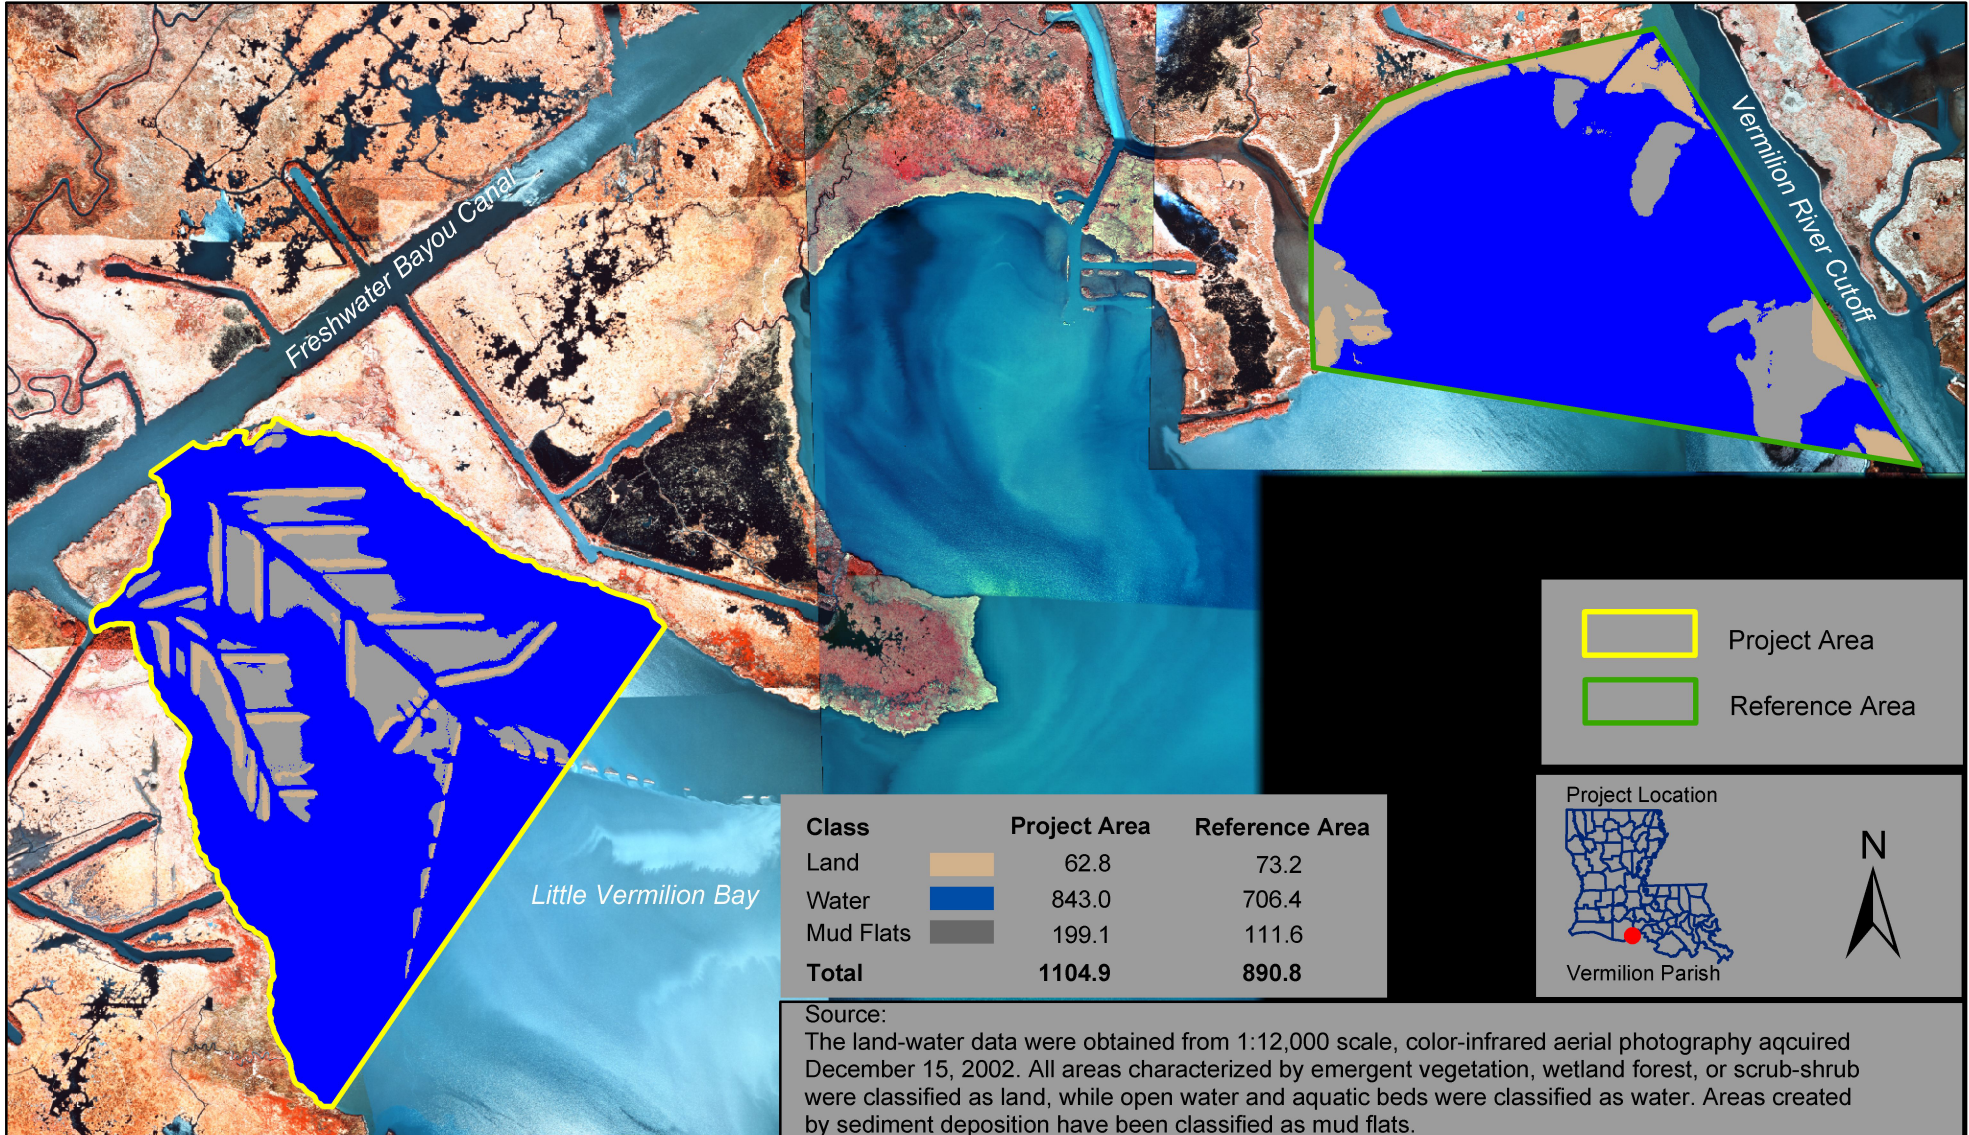 Freshwater Bayou Canal
Vermilion River Cutoff
Little Vermilion Bay
Project Area
Reference Area
Project Location
N
Vermilion Parish
Class Project Area Reference Area
Land 62.8 73.2
Water 843.0 706.4
Mud Flats 199.1 111.6
Total 1104.9 890.8
Source:
The land-water data were obtained from 1:12,000 scale, color-infrared aerial photography aqcuired
December 15, 2002. All areas characterized by emergent vegetation, wetland forest, or scrub-shrub
were classified as land, while open water and aquatic beds were classified as water. Areas created
by sediment deposition have been classified as mud flats.